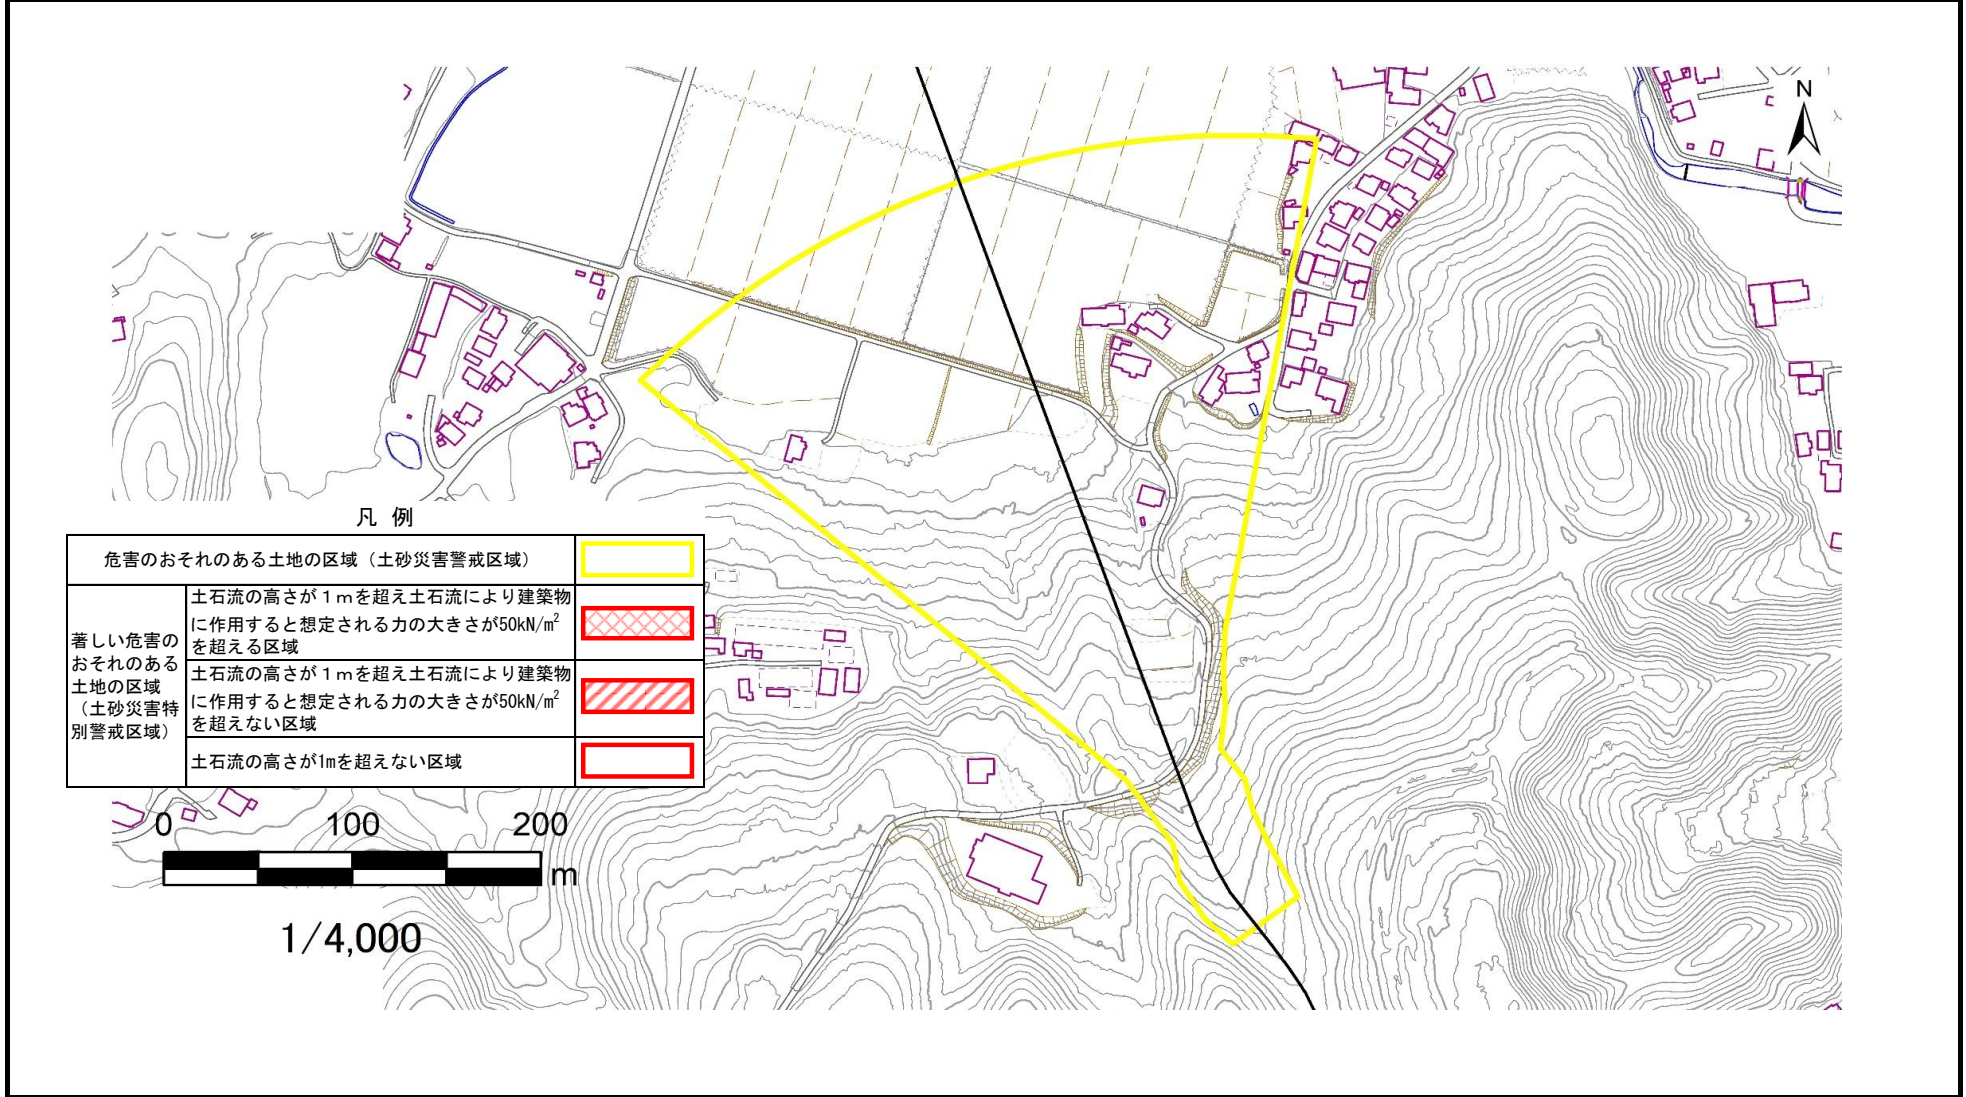 N
凡 例
危害のおそれのある土地の区域（土砂災害警戒区域）
著しい危害の
おそれのある
土地の区域
（土砂災害特
別警戒区域）
土石流の高さが１ｍを超え土石流により建築物
に作用すると想定される力の大きさが50kN/㎡
を超える区域
土石流の高さが１ｍを超え土石流により建築物
に作用すると想定される力の大きさが50kN/㎡
を超えない区域
土石流の高さが1mを超えない区域
0 100 200
m
1/4,000